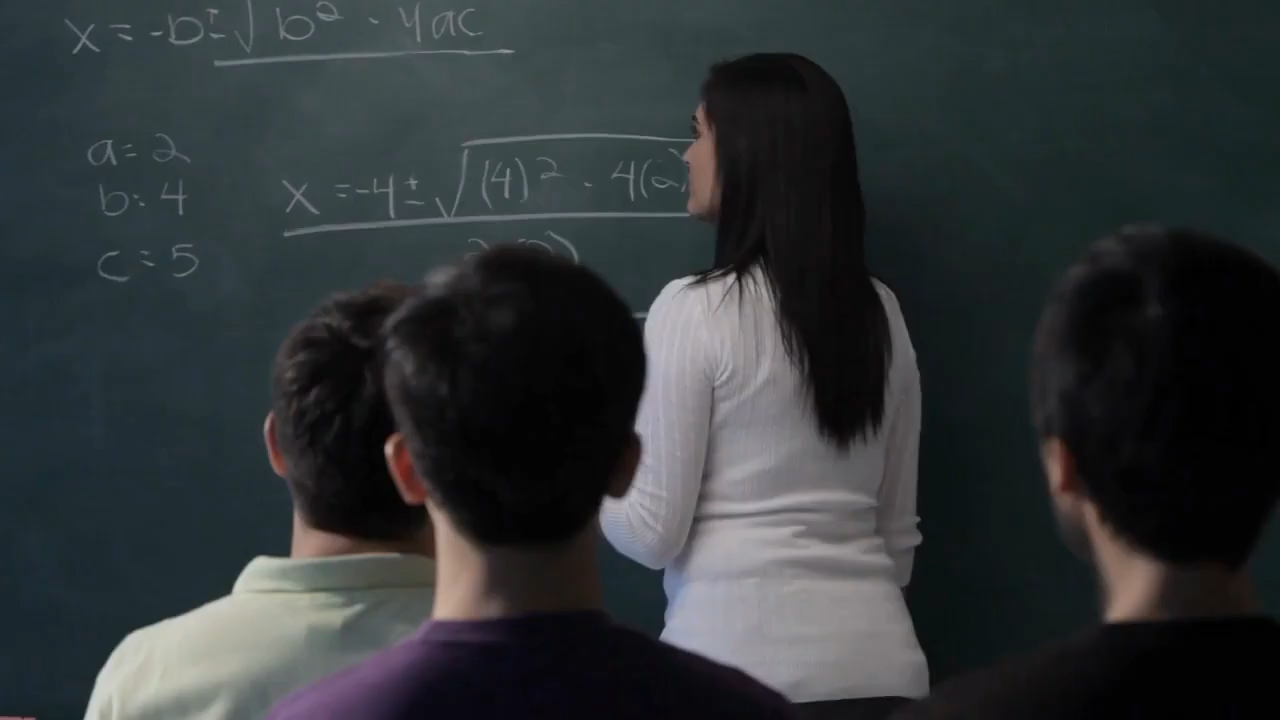 x = -b ± √ b² - 4ac
a = 2
x = -4 ± √(4)² - 4(2)
b: 4
c = 5